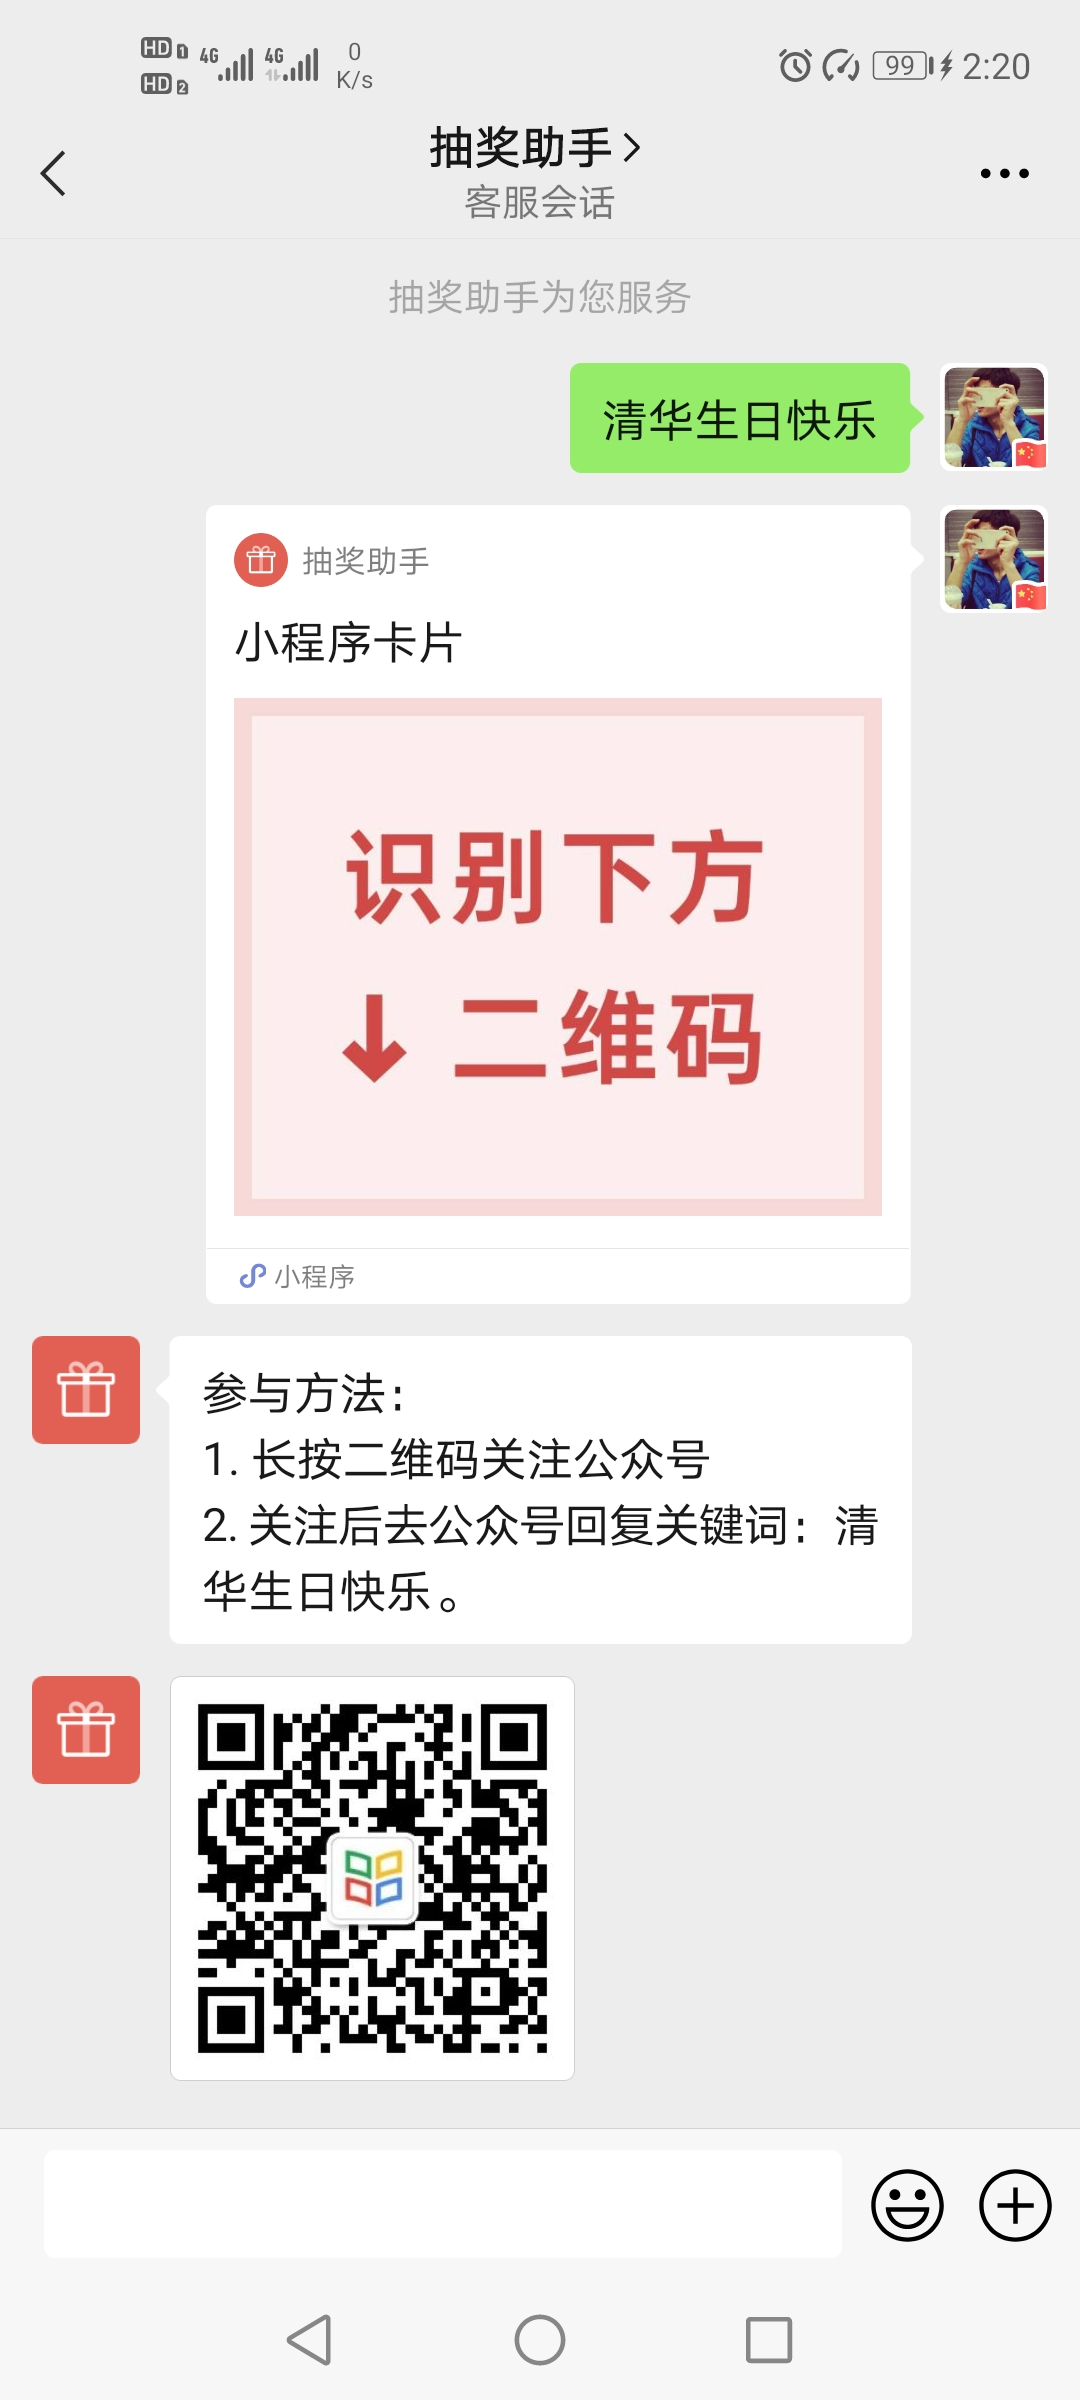 HD 1 4G 4G 0
HD 2 K/s
99 2:20
抽奖助手
客服会话
抽奖助手为您服务
清华生日快乐
抽奖助手
小程序卡片
识别下方
↓二维码
小程序
参与方法：
1. 长按二维码关注公众号
2. 关注后去公众号回复关键词：清
华生日快乐。